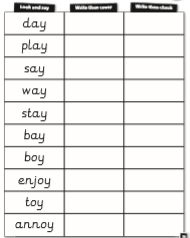 Look and say Write then cover Write then check
day
play
say
way
stay
bay
boy
enjoy
toy
annoy